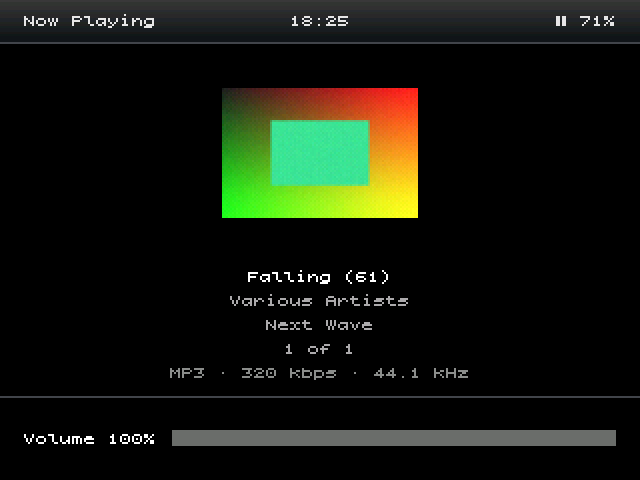 Now Playing 18:25 71%
Falling (61)
Various Artists
Next Wave
1 of 1
MP3 · 320 kbps · 44.1 kHz
Volume 100%